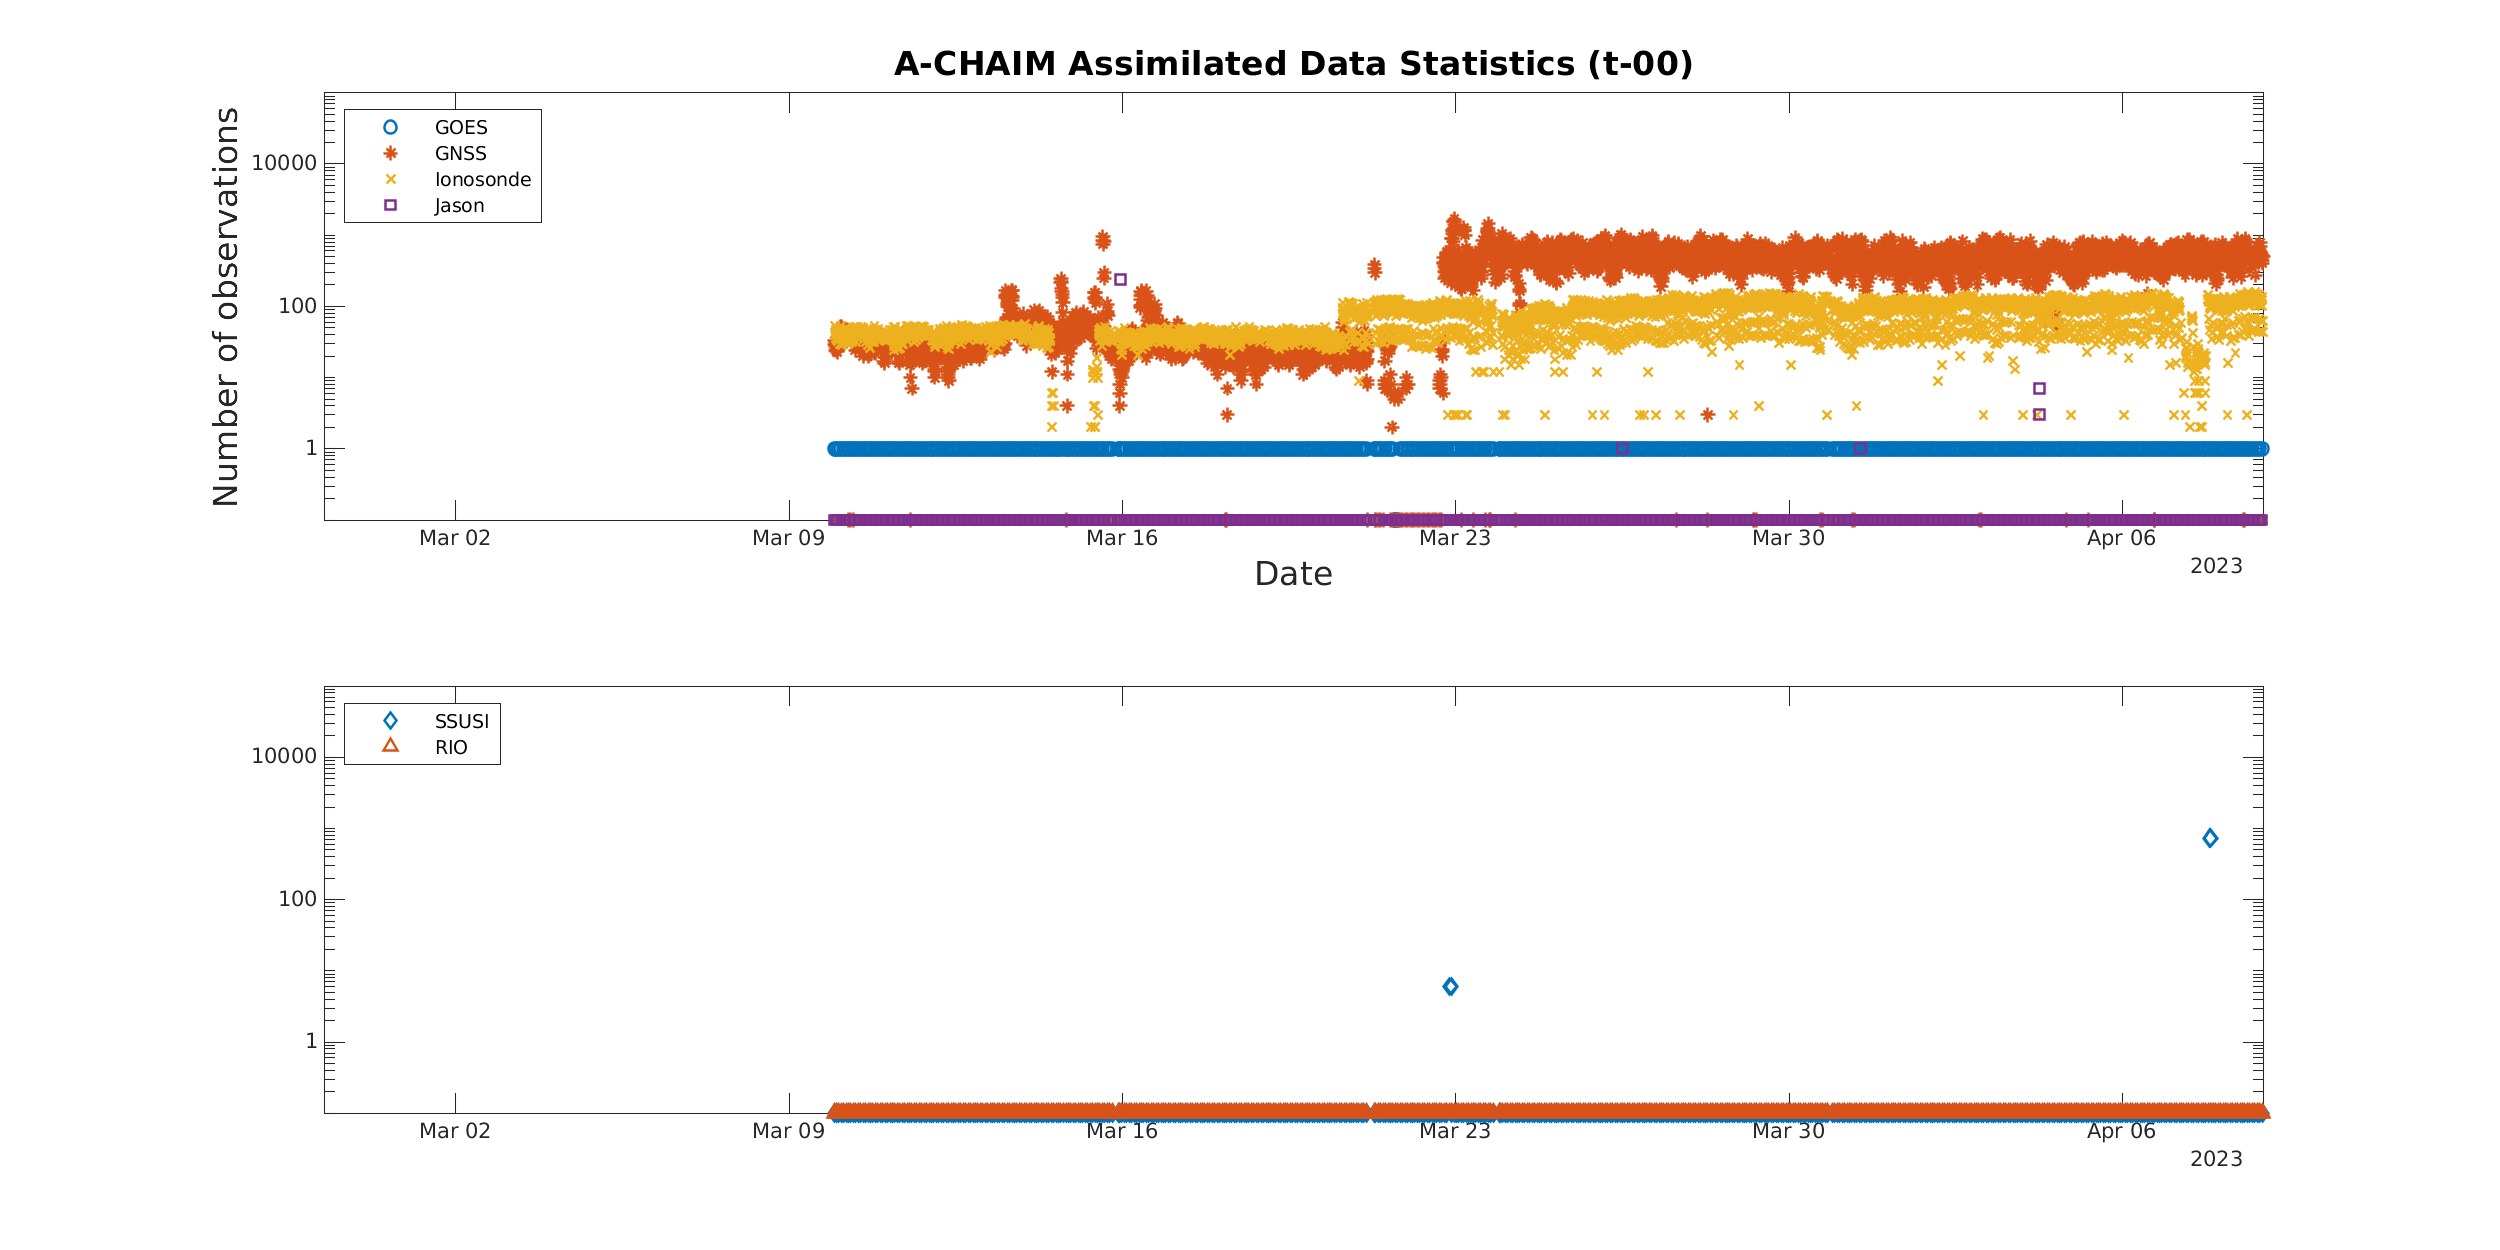 A-CHAIM Assimilated Data Statistics (t-00)
Number of observations
GOES
GNSS
Ionosonde
Jason
10000
100
1
Mar 02 Mar 09 Mar 16 Mar 23 Mar 30 Apr 06
2023
Date
SSUSI
RIO
10000
100
1
Mar 02 Mar 09 Mar 16 Mar 23 Mar 30 Apr 06
2023